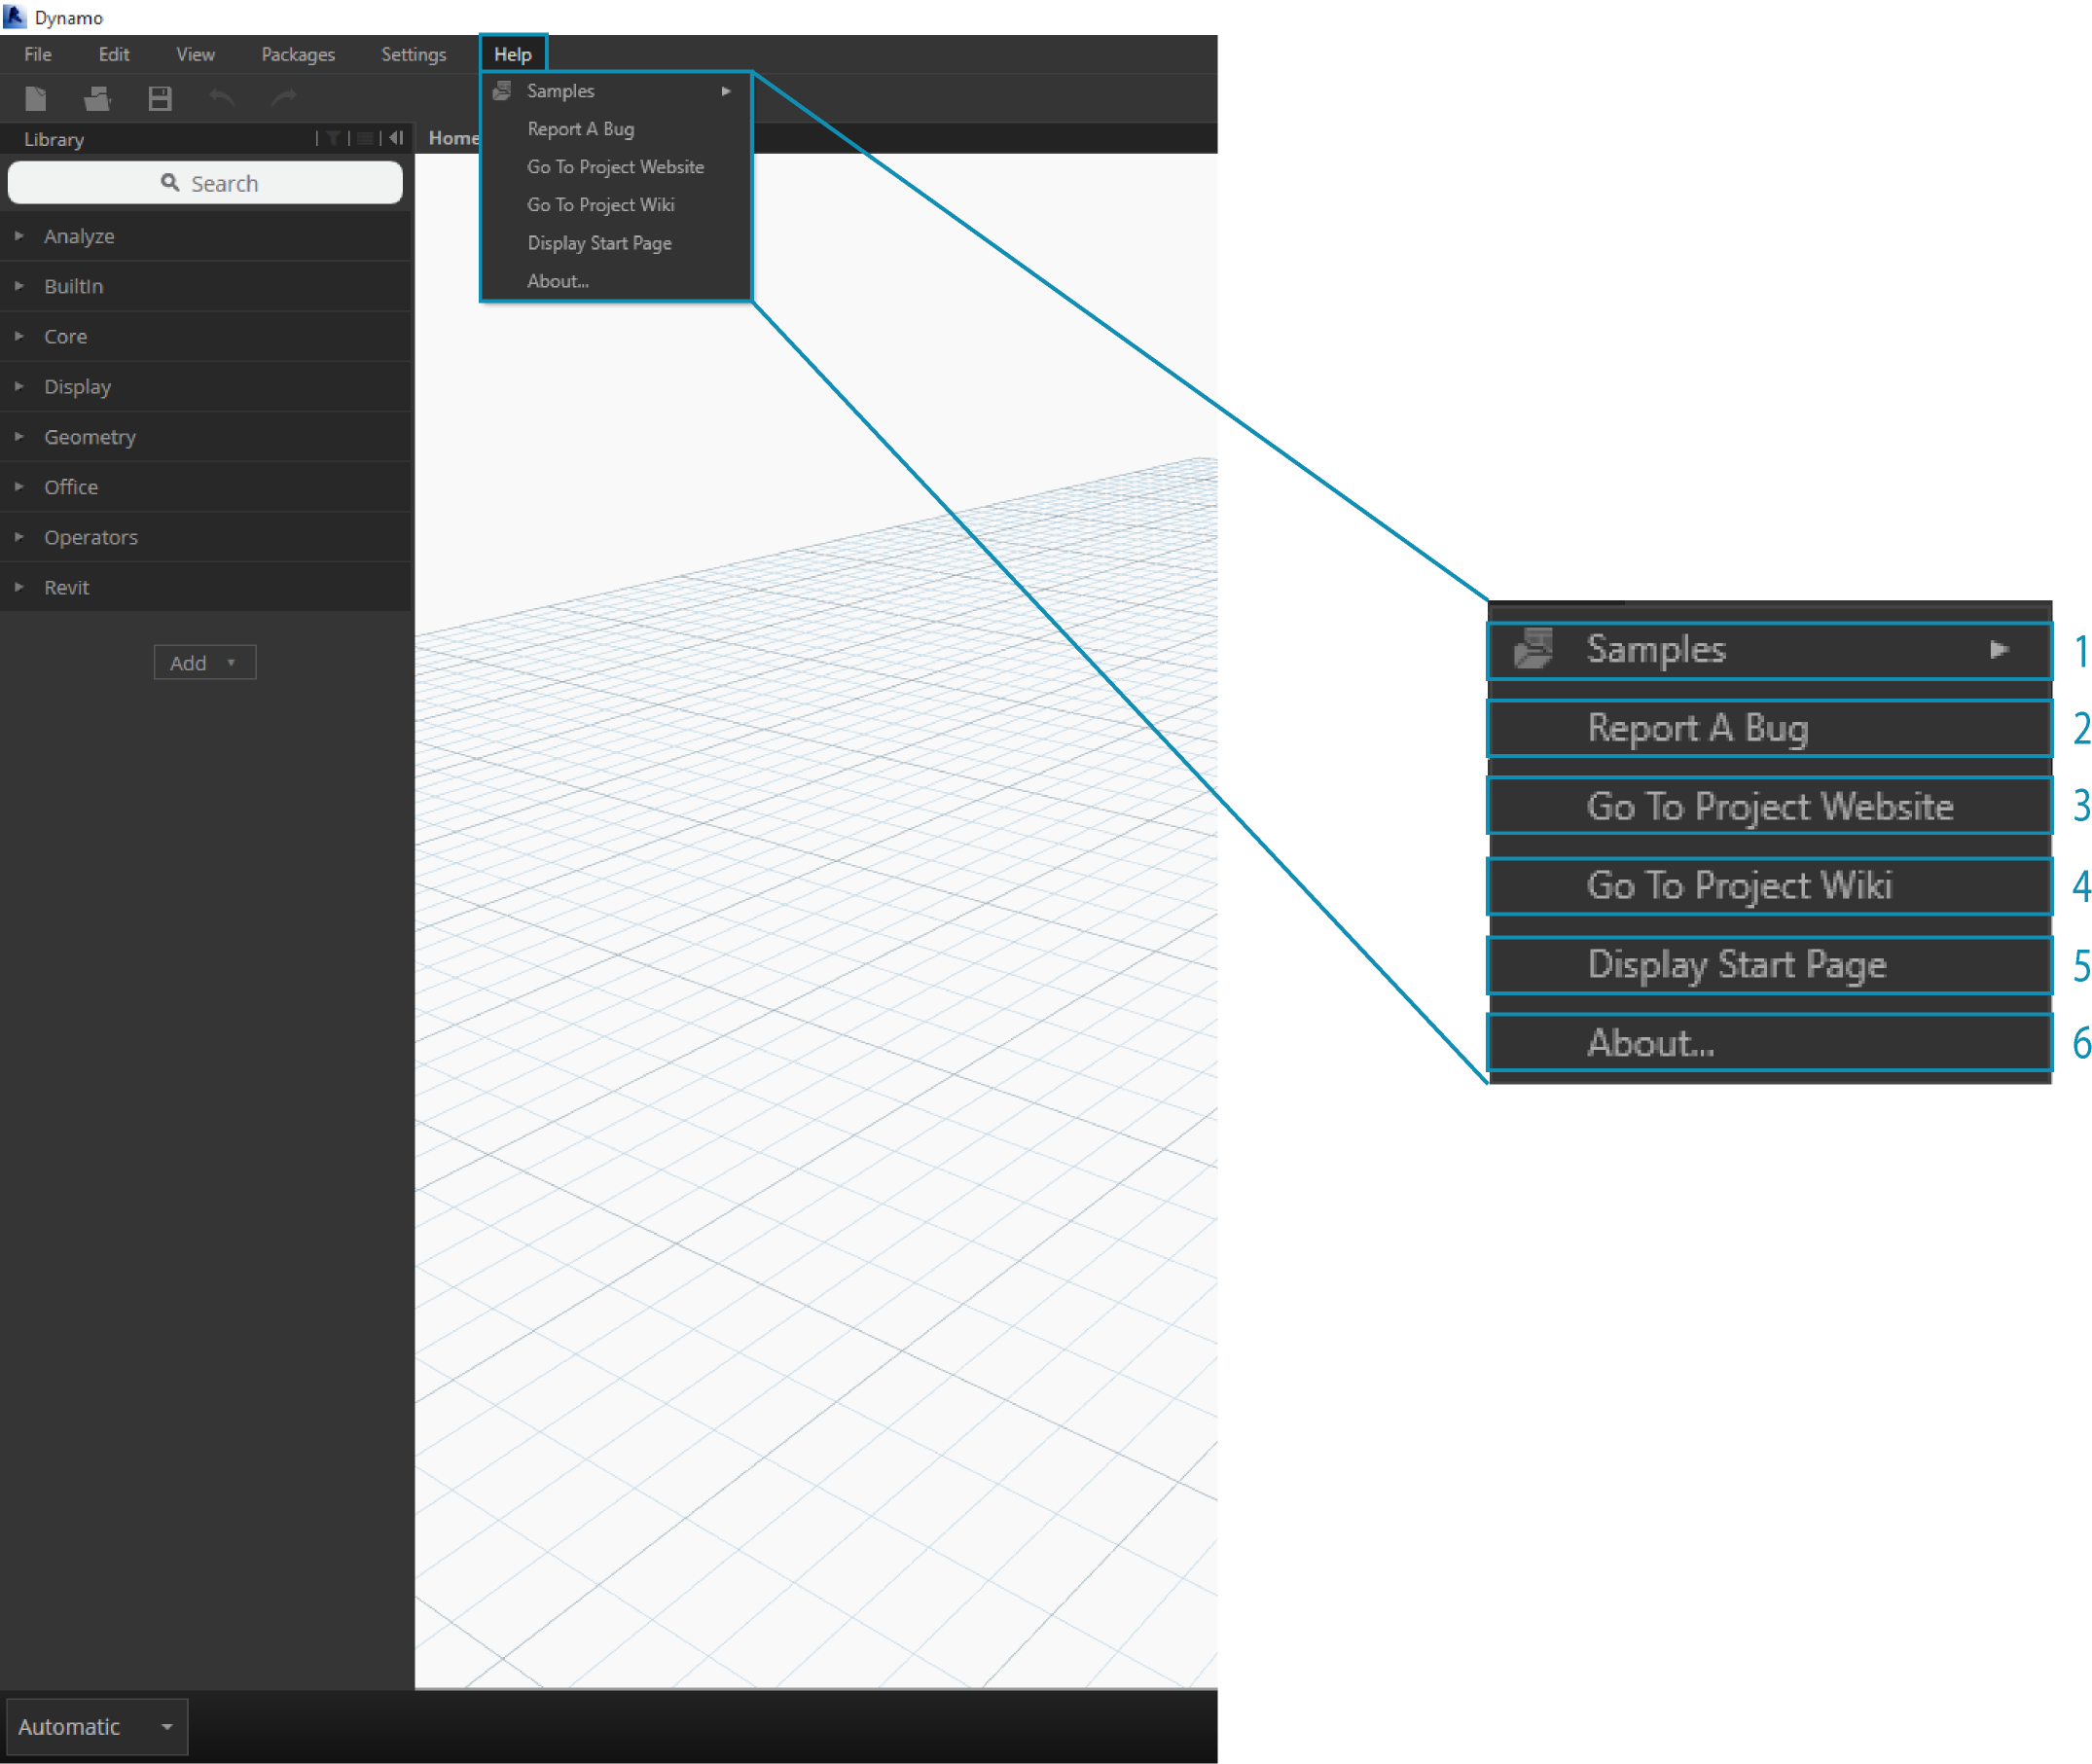 Dynamo
File Edit View Packages Settings Help
Samples
Report A Bug
Go To Project Website
Go To Project Wiki
Display Start Page
About...
Library
Home
Search
Analyze
BuiltIn
Core
Display
Geometry
Office
Operators
Revit
Add
Automatic
Samples 1
Report A Bug 2
Go To Project Website 3
Go To Project Wiki 4
Display Start Page 5
About... 6